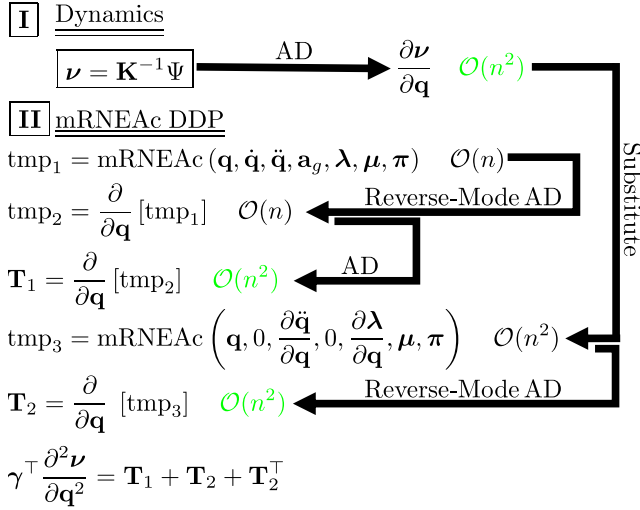 I Dynamics
𝝂 = 𝐊⁻¹Ψ AD ∂𝝂/∂𝐪 𝒪(n²)
II mRNEAc DDP
tmp₁ = mRNEAc (𝐪, 𝐪̇, 𝐪̈, 𝐚_g, 𝝀, 𝝁, 𝝅) 𝒪(n)
Reverse-Mode AD
tmp₂ = ∂/∂𝐪 [tmp₁] 𝒪(n)
AD
𝐓₁ = ∂/∂𝐪 [tmp₂] 𝒪(n²)
Substitute
tmp₃ = mRNEAc (𝐪, 0, ∂𝐪̈/∂𝐪, 0, ∂𝝀/∂𝐪, 𝝁, 𝝅) 𝒪(n²)
Reverse-Mode AD
𝐓₂ = ∂/∂𝐪 [tmp₃] 𝒪(n²)
𝜸^⊤ ∂²𝝂/∂𝐪² = 𝐓₁ + 𝐓₂ + 𝐓₂^⊤